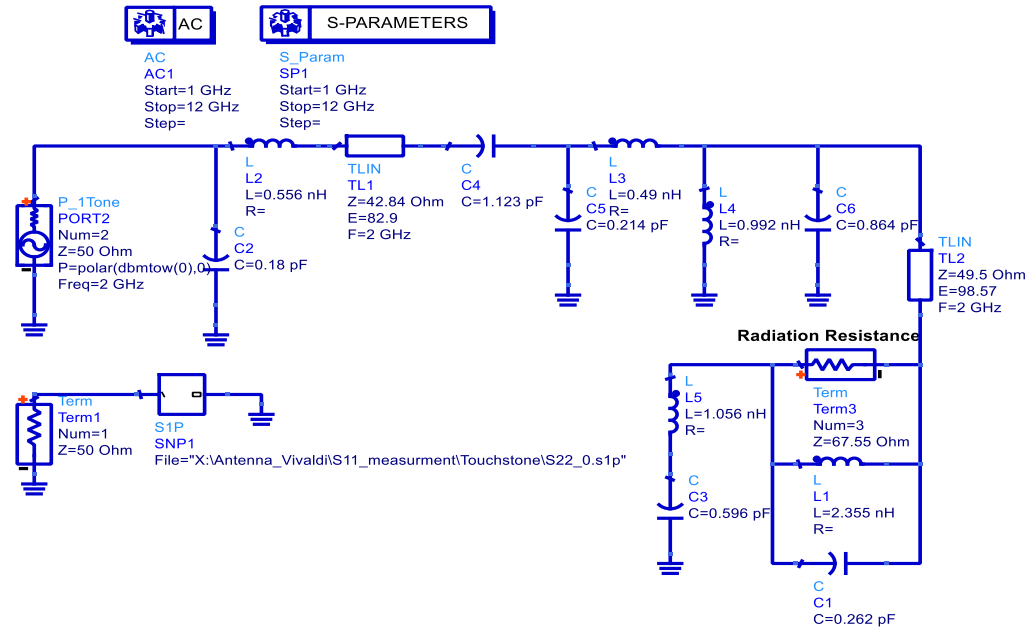 AC
S-PARAMETERS
AC
AC1
Start=1 GHz
Stop=12 GHz
Step=
S_Param
SP1
Start=1 GHz
Stop=12 GHz
Step=
P_1Tone
PORT2
Num=2
Z=50 Ohm
P=polar(dbmtow(0),0)
Freq=2 GHz
C
C2
C=0.18 pF
L
L2
L=0.556 nH
R=
TLIN
TL1
Z=42.84 Ohm
E=82.9
F=2 GHz
C
C4
C=1.123 pF
C
C5
C=0.214 pF
L
L3
L=0.49 nH
R=
L
L4
L=0.992 nH
R=
C
C6
C=0.864 pF
TLIN
TL2
Z=49.5 Ohm
E=98.57
F=2 GHz
Radiation Resistance
Term
Term3
Num=3
Z=67.55 Ohm
L
L5
L=1.056 nH
R=
C
C3
C=0.596 pF
L
L1
L=2.355 nH
R=
C
C1
C=0.262 pF
Term
Term1
Num=1
Z=50 Ohm
S1P
SNP1
File="X:\Antenna_Vivaldi\S11_measurment\Touchstone\S22_0.s1p"